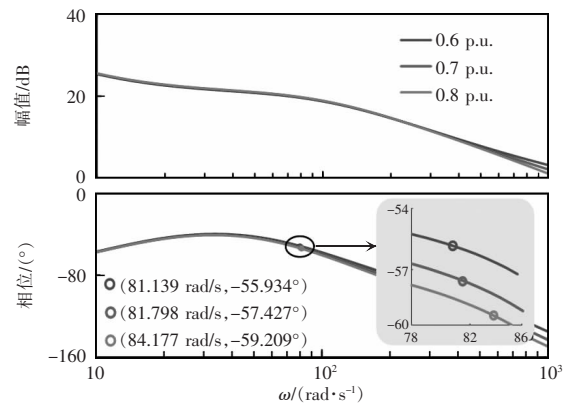 40
20
0
幅值/dB
0.6 p.u.
0.7 p.u.
0.8 p.u.
0
−80
−160
相位/(°)
(81.139 rad/s,−55.934°)
(81.798 rad/s,−57.427°)
(84.177 rad/s,−59.209°)
−54
−57
−60
78
82
86
10
10²
10³
ω/(rad·s⁻¹)